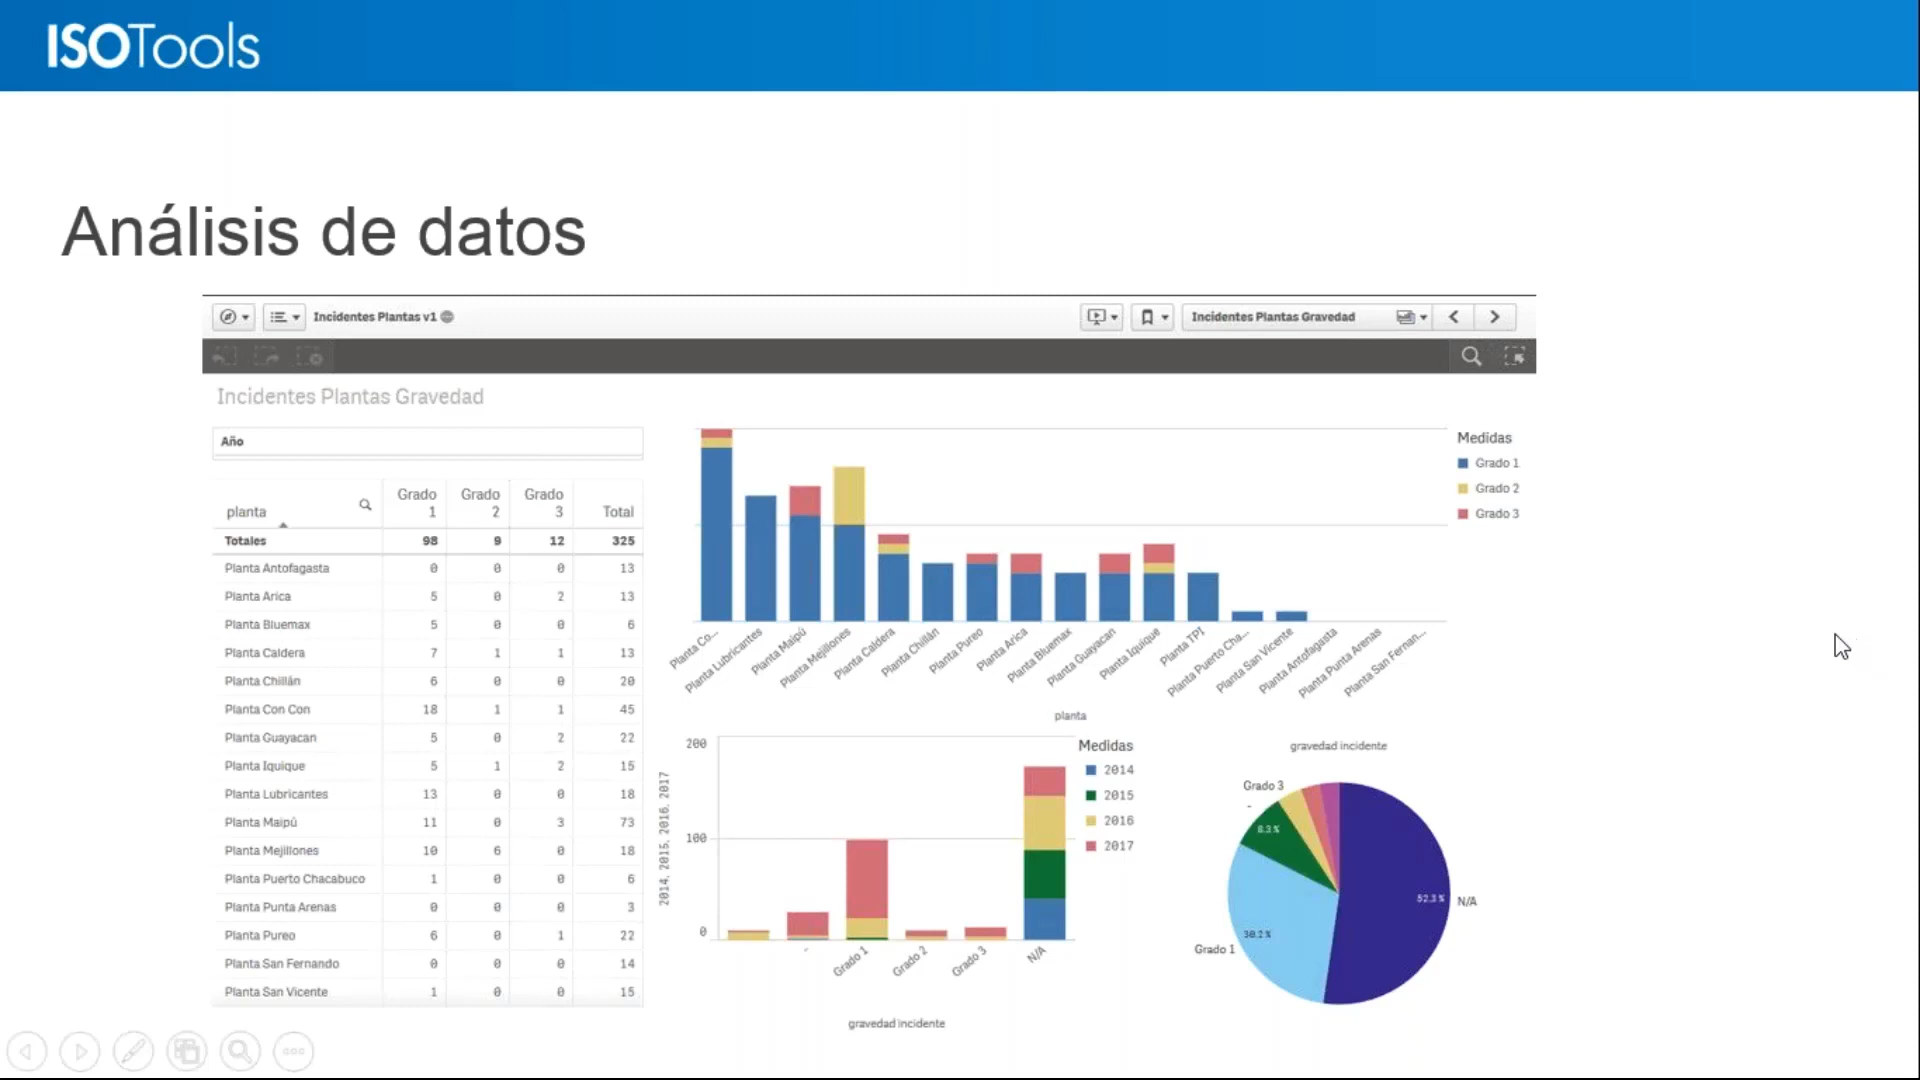 ISOTools
Análisis de datos
Incidentes Plantas v1
Incidentes Plantas Gravedad
Incidentes Plantas Gravedad
Año
planta Grado 1 Grado 2 Grado 3 Total
Totales 98 9 12 325
Planta Antofagasta 0 0 0 13
Planta Arica 5 0 2 13
Planta Bluemax 5 0 0 6
Planta Caldera 7 1 1 13
Planta Chillán 6 0 0 20
Planta Con Con 18 1 1 45
Planta Guayacan 5 0 2 22
Planta Iquique 5 1 2 15
Planta Lubricantes 13 0 0 18
Planta Maipú 11 0 3 73
Planta Mejillones 10 6 0 18
Planta Puerto Chacabuco 1 0 0 6
Planta Punta Arenas 0 0 0 3
Planta Pureo 6 0 1 22
Planta San Fernando 0 0 0 14
Planta San Vicente 1 0 0 15
Medidas
Grado 1
Grado 2
Grado 3
Planta Co...
Planta Lubricantes
Planta Maipú
Planta Mejillones
Planta Caldera
Planta Chillán
Planta Pureo
Planta Arica
Planta Bluemax
Planta Guayacan
Planta Iquique
Planta TPI
Planta Puerto Cha...
Planta San Vicente
Planta Antofagasta
Planta Punta Arenas
Planta San Fernan...
planta
2014, 2015, 2016, 2017
200
100
0
-
Grado 1
Grado 2
Grado 3
N/A
gravedad incidente
Medidas
2014
2015
2016
2017
gravedad incidente
Grado 3
-
8.3 %
52.3 %
N/A
30.2 %
Grado 1